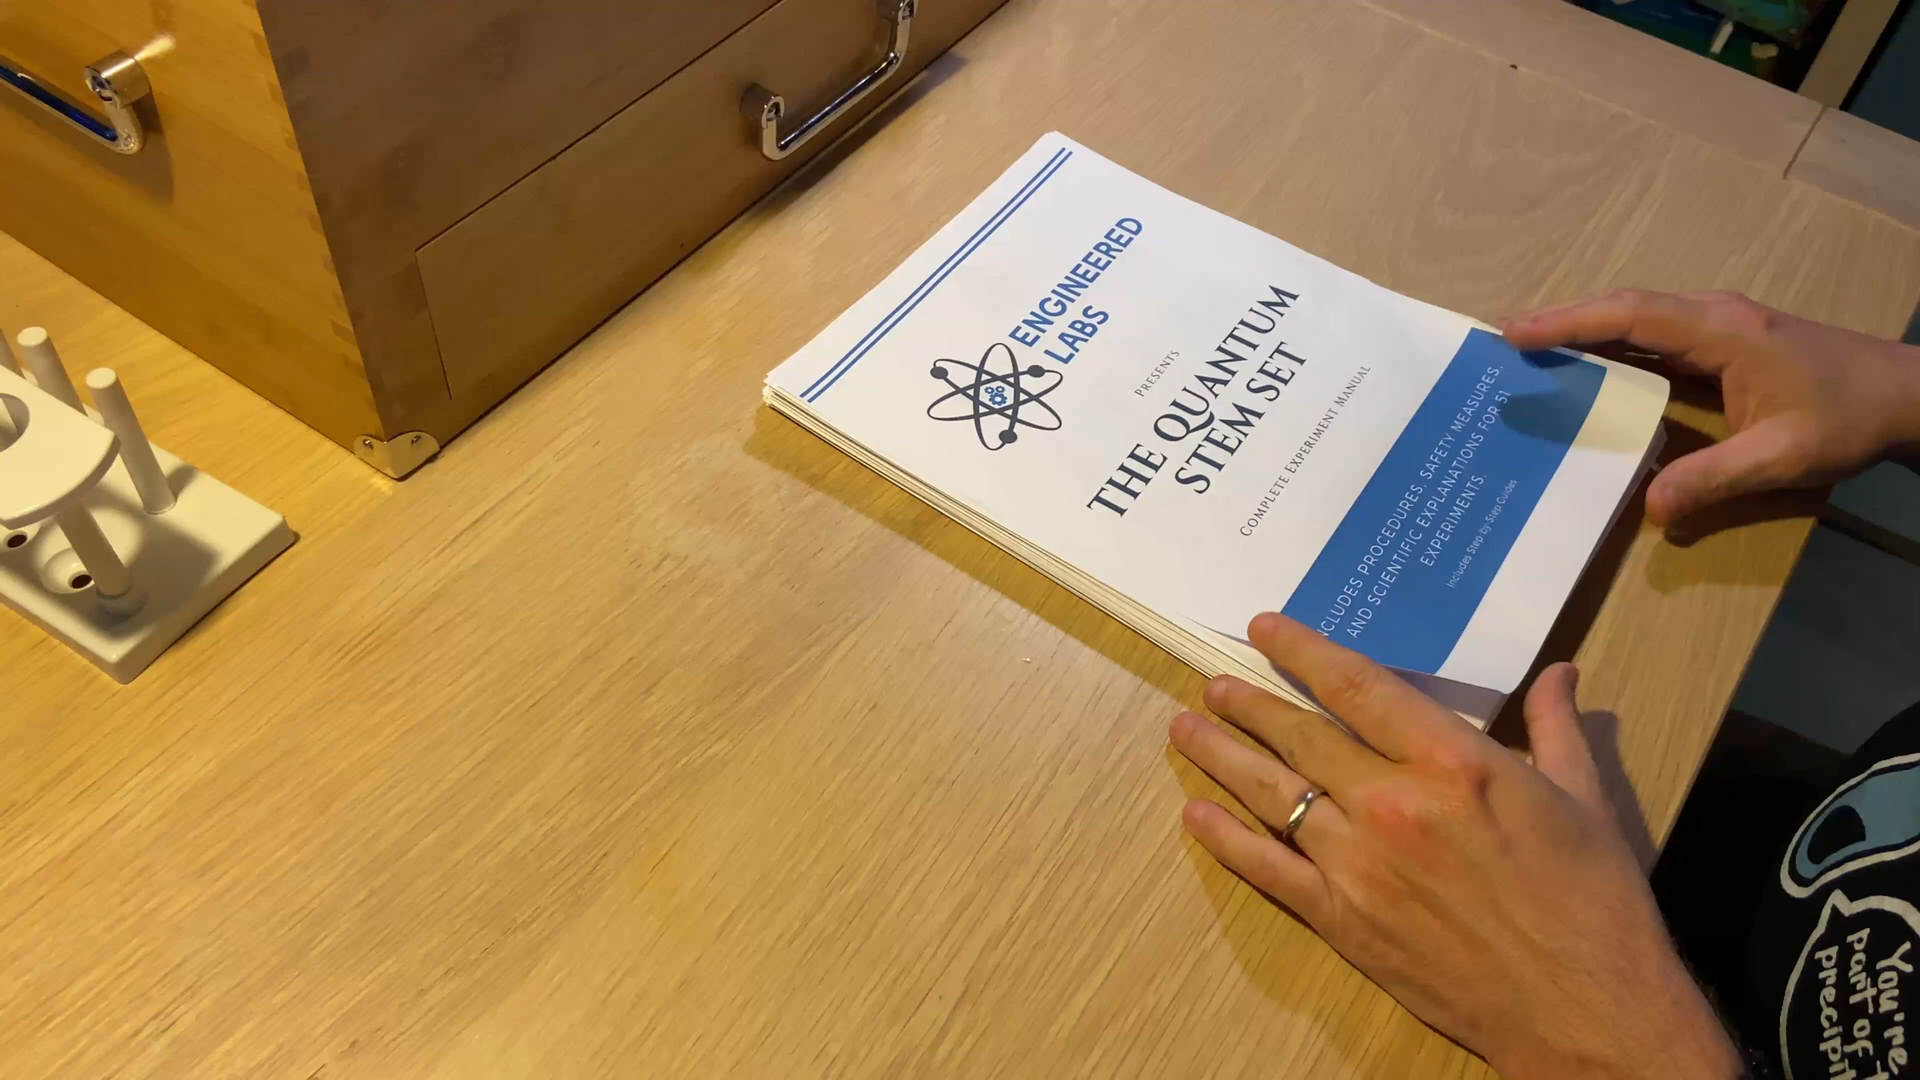 ENGINEERED
LABS
PRESENTS
THE QUANTUM
STEM SET
COMPLETE EXPERIMENT MANUAL
INCLUDES PROCEDURES, SAFETY MEASURES,
AND SCIENTIFIC EXPLANATIONS FOR 51
EXPERIMENTS.
Includes Step-by-Step Guides
You're
part of
precipit